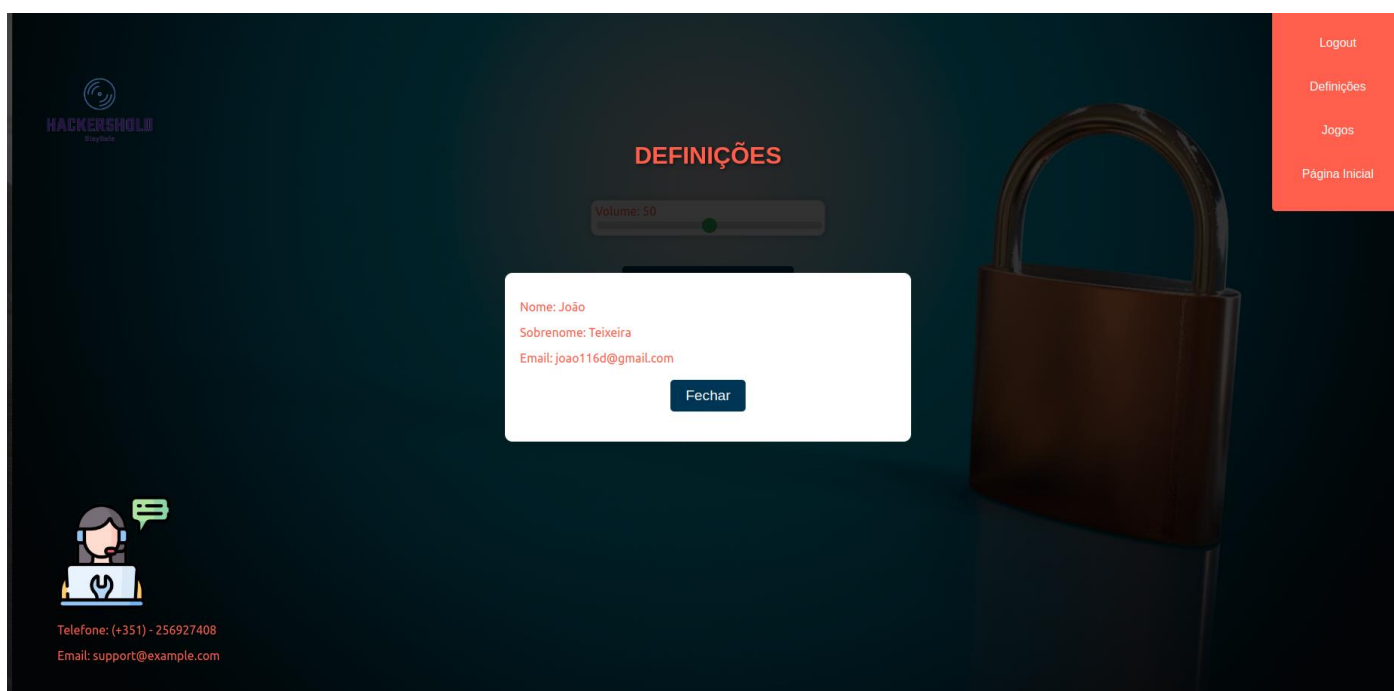 Logout
Definições
Jogos
Página Inicial
HACKERSHOLD
StaySafe
DEFINIÇÕES
Volume: 50
Nome: João
Sobrenome: Teixeira
Email: joao116d@gmail.com
Fechar
Telefone: (+351) - 256927408
Email: support@example.com